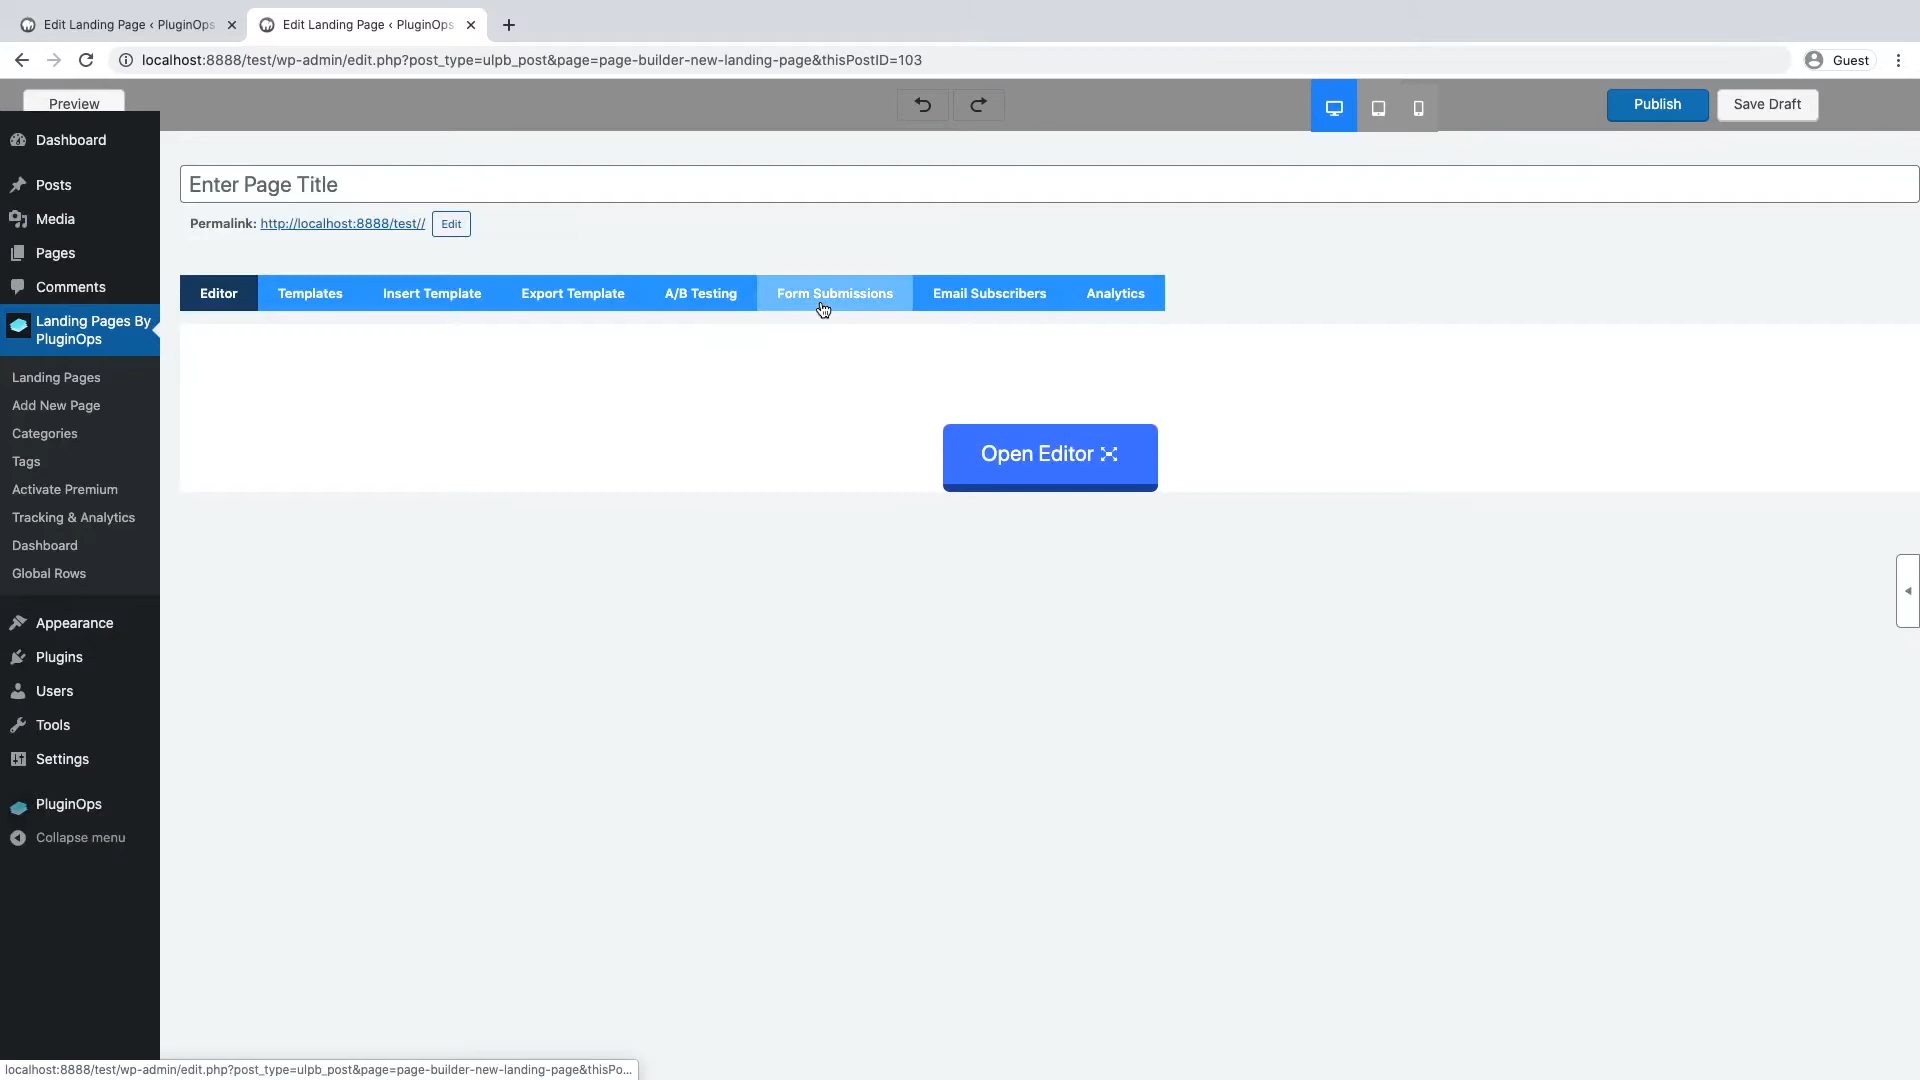 Edit Landing Page ‹ PluginOps
Edit Landing Page ‹ PluginOps
localhost:8888/test/wp-admin/edit.php?post_type=ulpb_post&page=page-builder-new-landing-page&thisPostID=103
Guest
Preview
Publish
Save Draft
Dashboard
Posts
Media
Pages
Comments
Landing Pages By
PluginOps
Landing Pages
Add New Page
Categories
Tags
Activate Premium
Tracking & Analytics
Dashboard
Global Rows
Appearance
Plugins
Users
Tools
Settings
PluginOps
Collapse menu
Enter Page Title
Permalink: http://localhost:8888/test// Edit
Editor Templates Insert Template Export Template A/B Testing Form Submissions Email Subscribers Analytics
Open Editor
localhost:8888/test/wp-admin/edit.php?post_type=ulpb_post&page=page-builder-new-landing-page&thisPo...